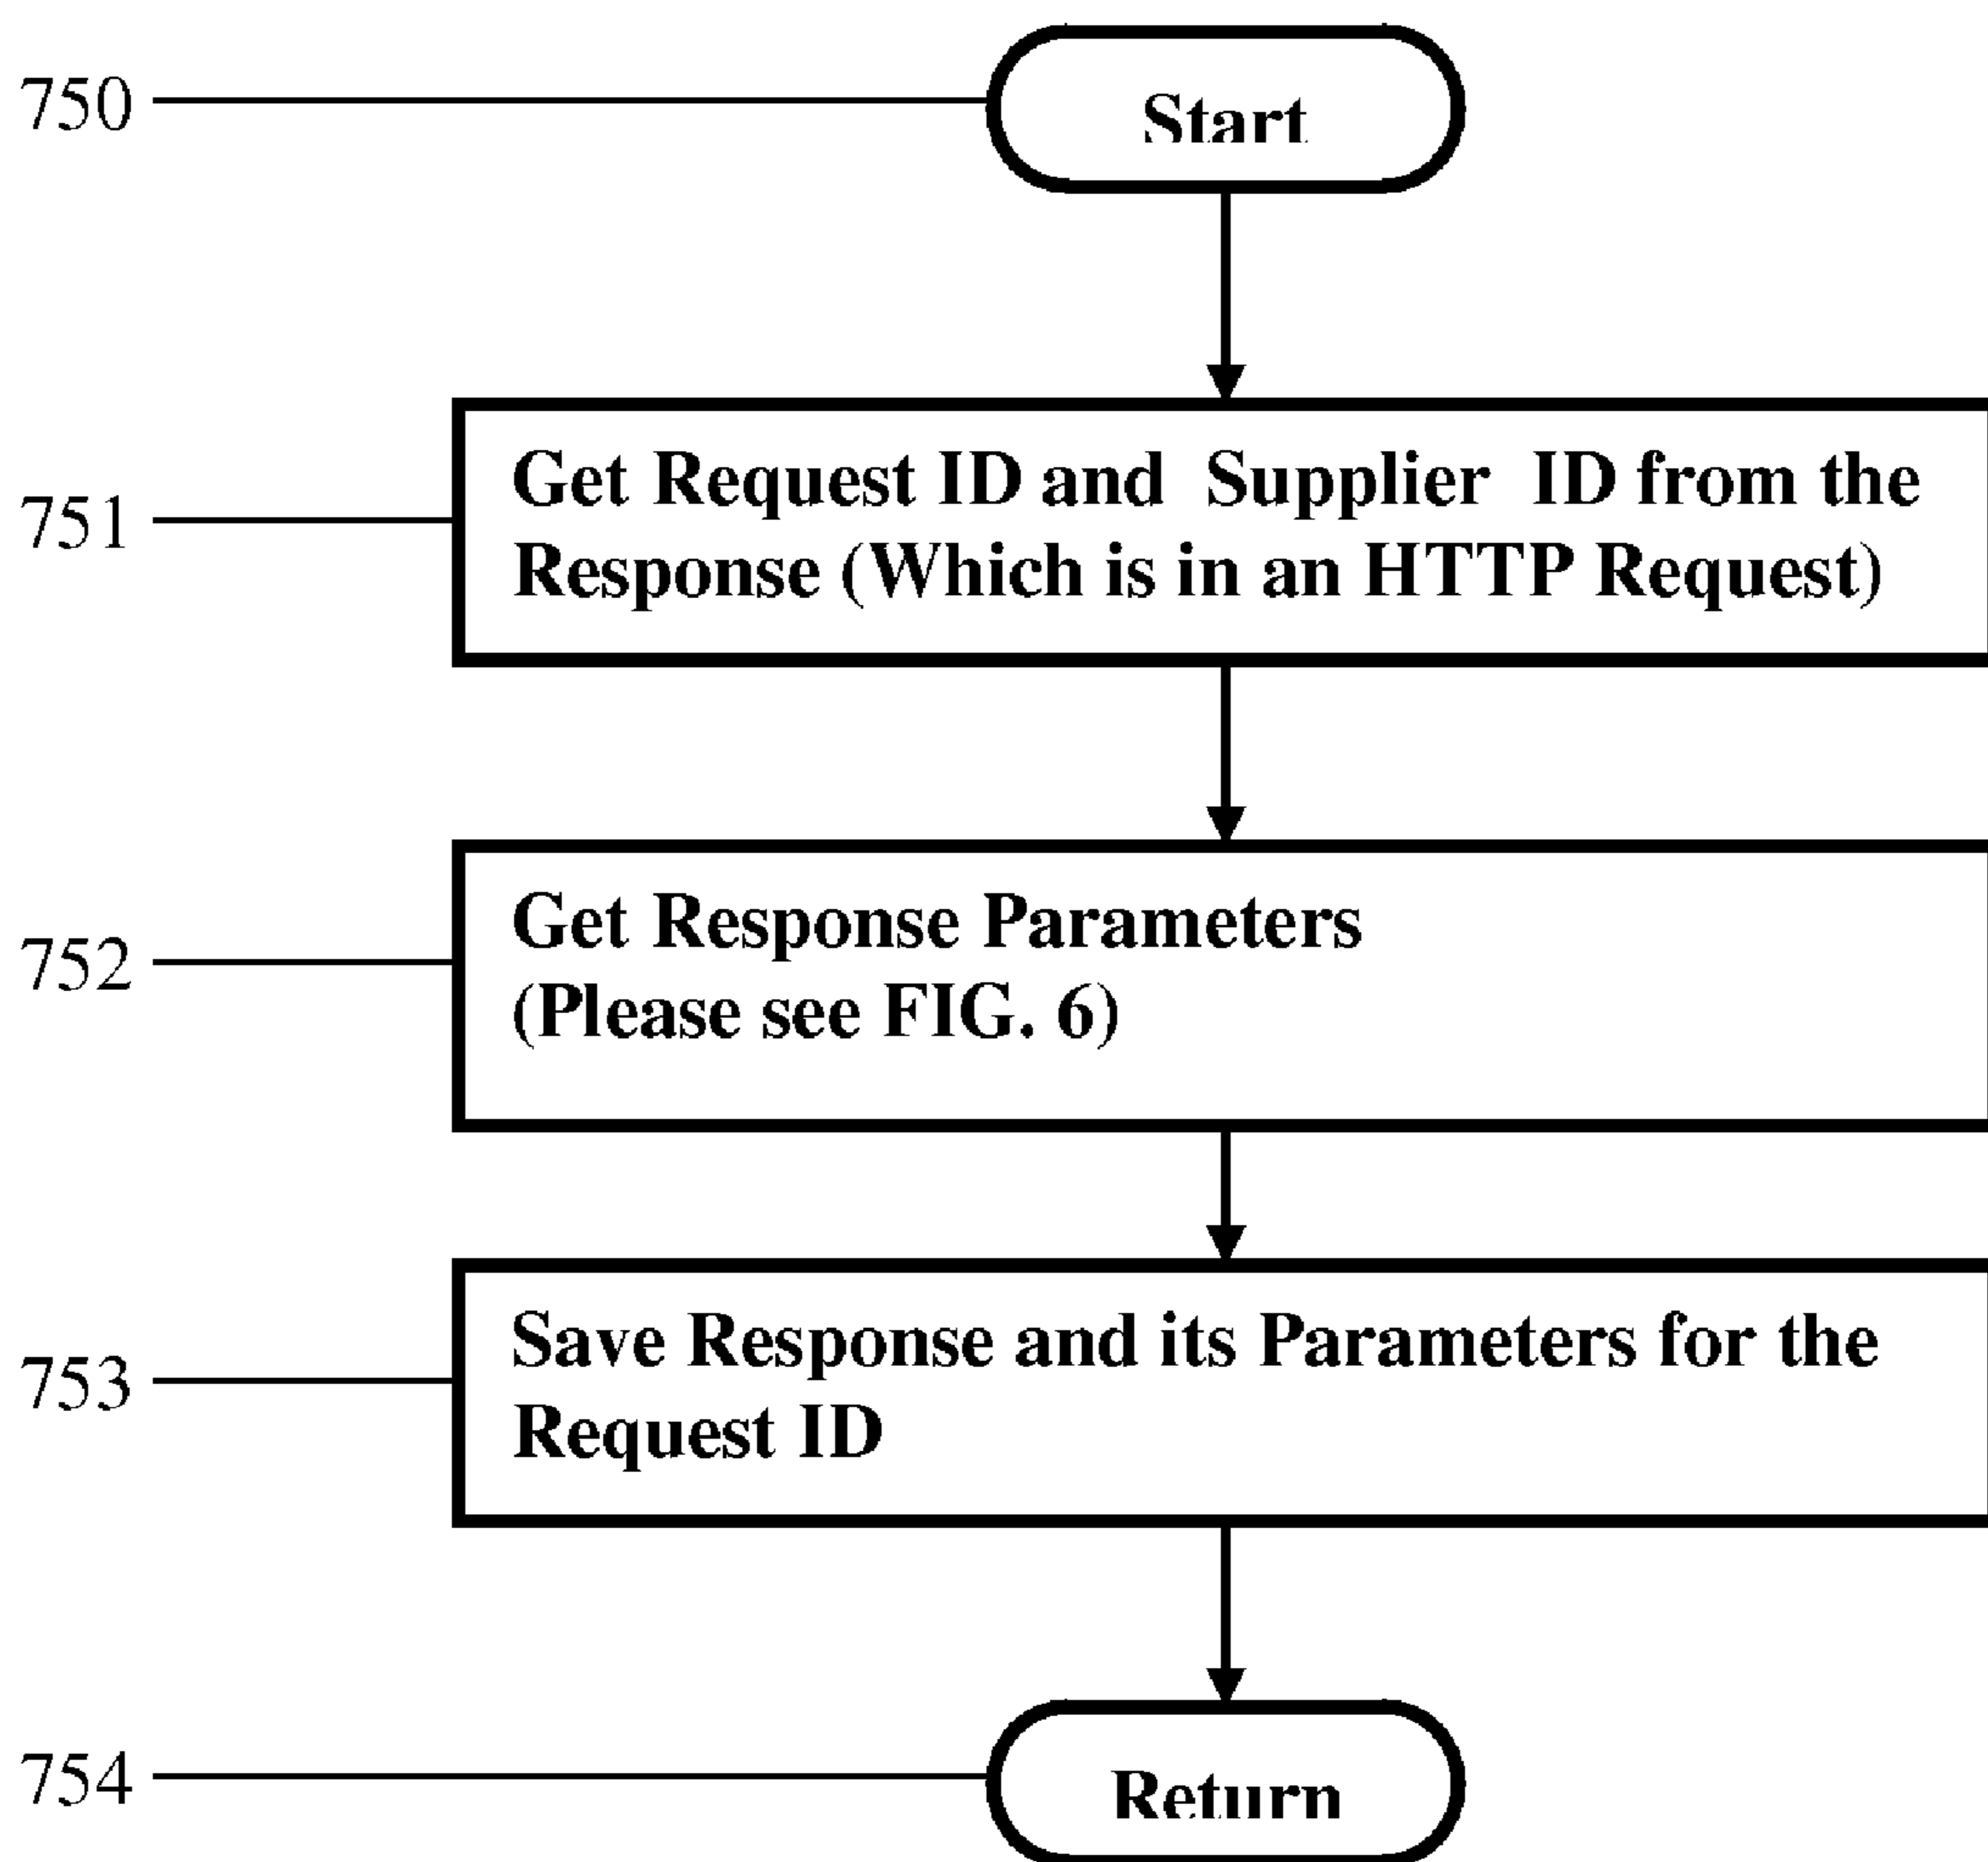 750
Start
751
Get Request ID and Supplier ID from the
Response (Which is in an HTTP Request)
752
Get Response Parameters
(Please see FIG. 6)
753
Save Response and its Parameters for the
Request ID
754
Return